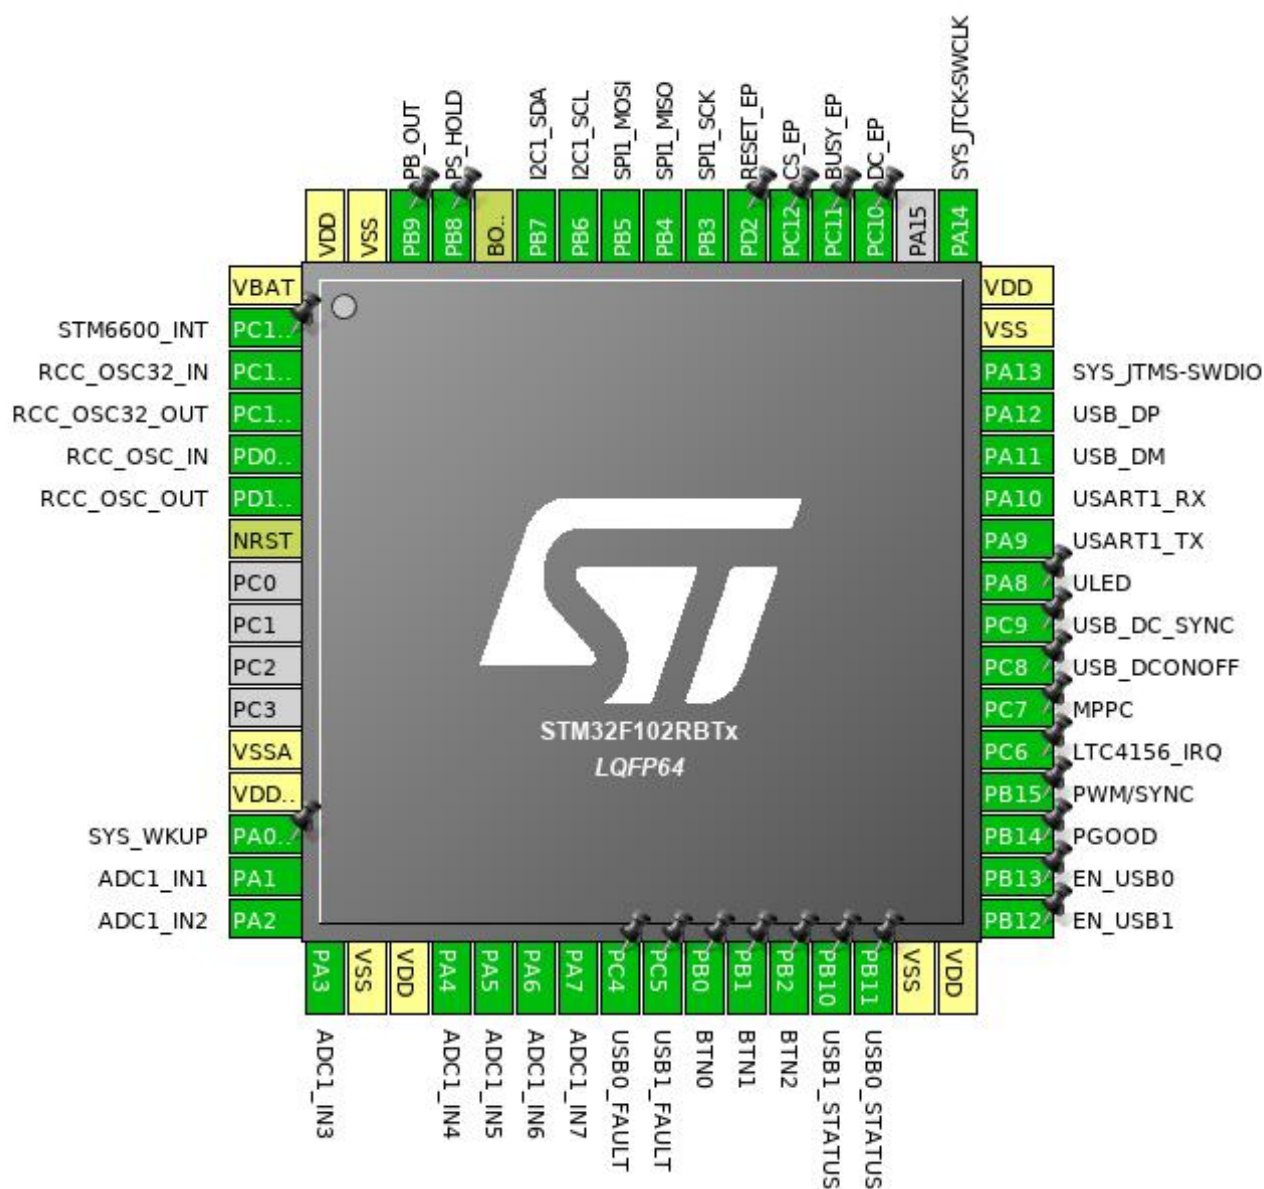 PB_OUT
PS_HOLD
I2C1_SDA
I2C1_SCL
SPI1_MOSI
SPI1_MISO
SPI1_SCK
RESET_EP
CS_EP
BUSY_EP
DC_EP
SYS_JTCK-SWCLK
VDD
VSS
PB9
PB8
BO..
PB7
PB6
PB5
PB4
PB3
PD2
PC12
PC11
PC10
PA15
PA14
VBAT
STM6600_INT PC1..
RCC_OSC32_IN PC1..
RCC_OSC32_OUT PC1..
RCC_OSC_IN PD0..
RCC_OSC_OUT PD1..
NRST
PC0
PC1
PC2
PC3
VSSA
VDD..
SYS_WKUP PA0..
ADC1_IN1 PA1
ADC1_IN2 PA2
ST
STM32F102RBTx
LQFP64
VDD
VSS
PA13 SYS_JTMS-SWDIO
PA12 USB_DP
PA11 USB_DM
PA10 USART1_RX
PA9 USART1_TX
PA8 ULED
PC9 USB_DC_SYNC
PC8 USB_DCONOFF
PC7 MPPC
PC6 LTC4156_IRQ
PB15 PWM/SYNC
PB14 PGOOD
PB13 EN_USB0
PB12 EN_USB1
PA3
VSS
VDD
PA4
PA5
PA6
PA7
PC4
PC5
PB0
PB1
PB2
PB10
PB11
VSS
VDD
ADC1_IN3
ADC1_IN4
ADC1_IN5
ADC1_IN6
ADC1_IN7
USB0_FAULT
USB1_FAULT
BTN0
BTN1
BTN2
USB1_STATUS
USB0_STATUS